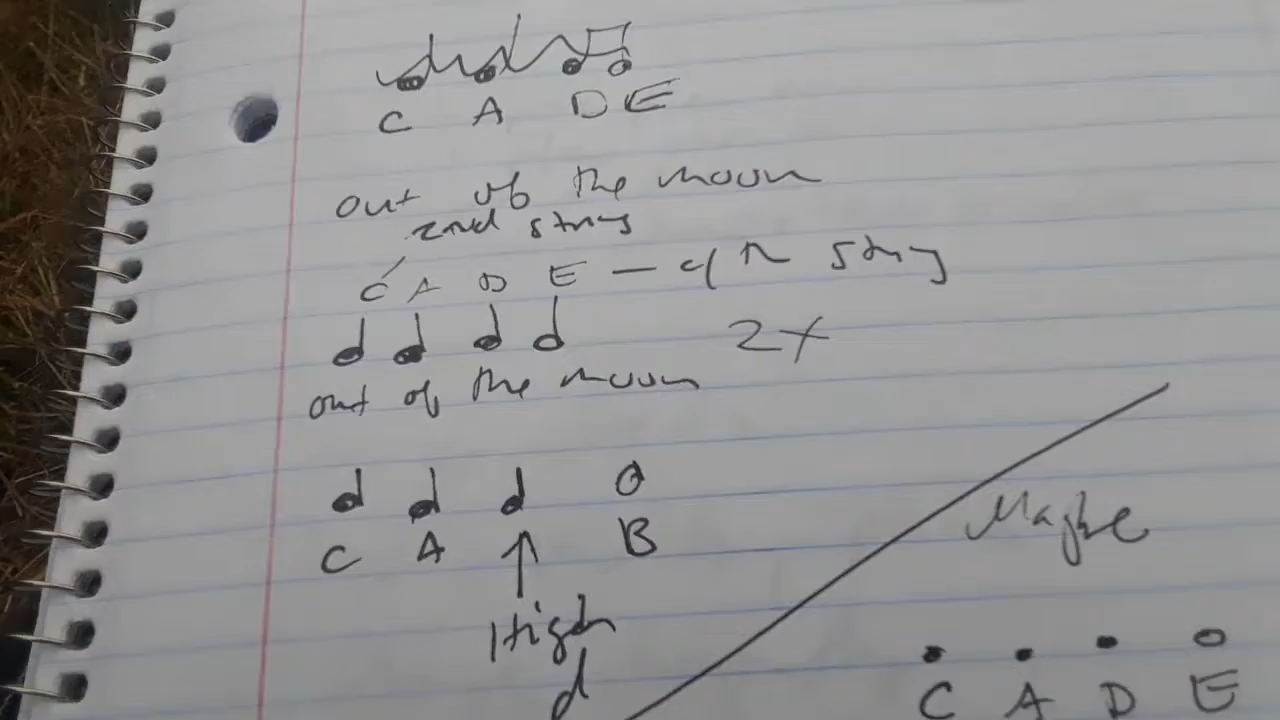 C A D E
out of the moon
2nd string
C A D E — 4th string
2x
out of the moon
C A ↑ B
High
d
Maybe
C A D E